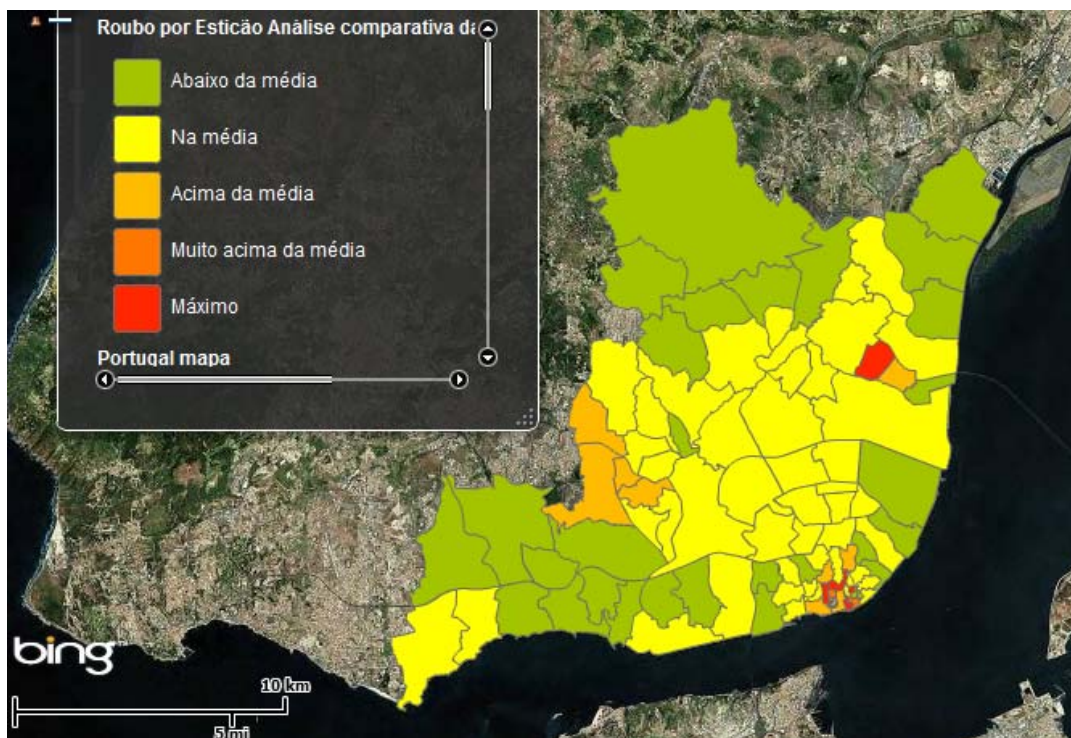 Roubo por Esticão Análise comparativa da
Abaixo da média
Na média
Acima da média
Muito acima da média
Máximo
Portugal mapa
bing
10 km
5 mi